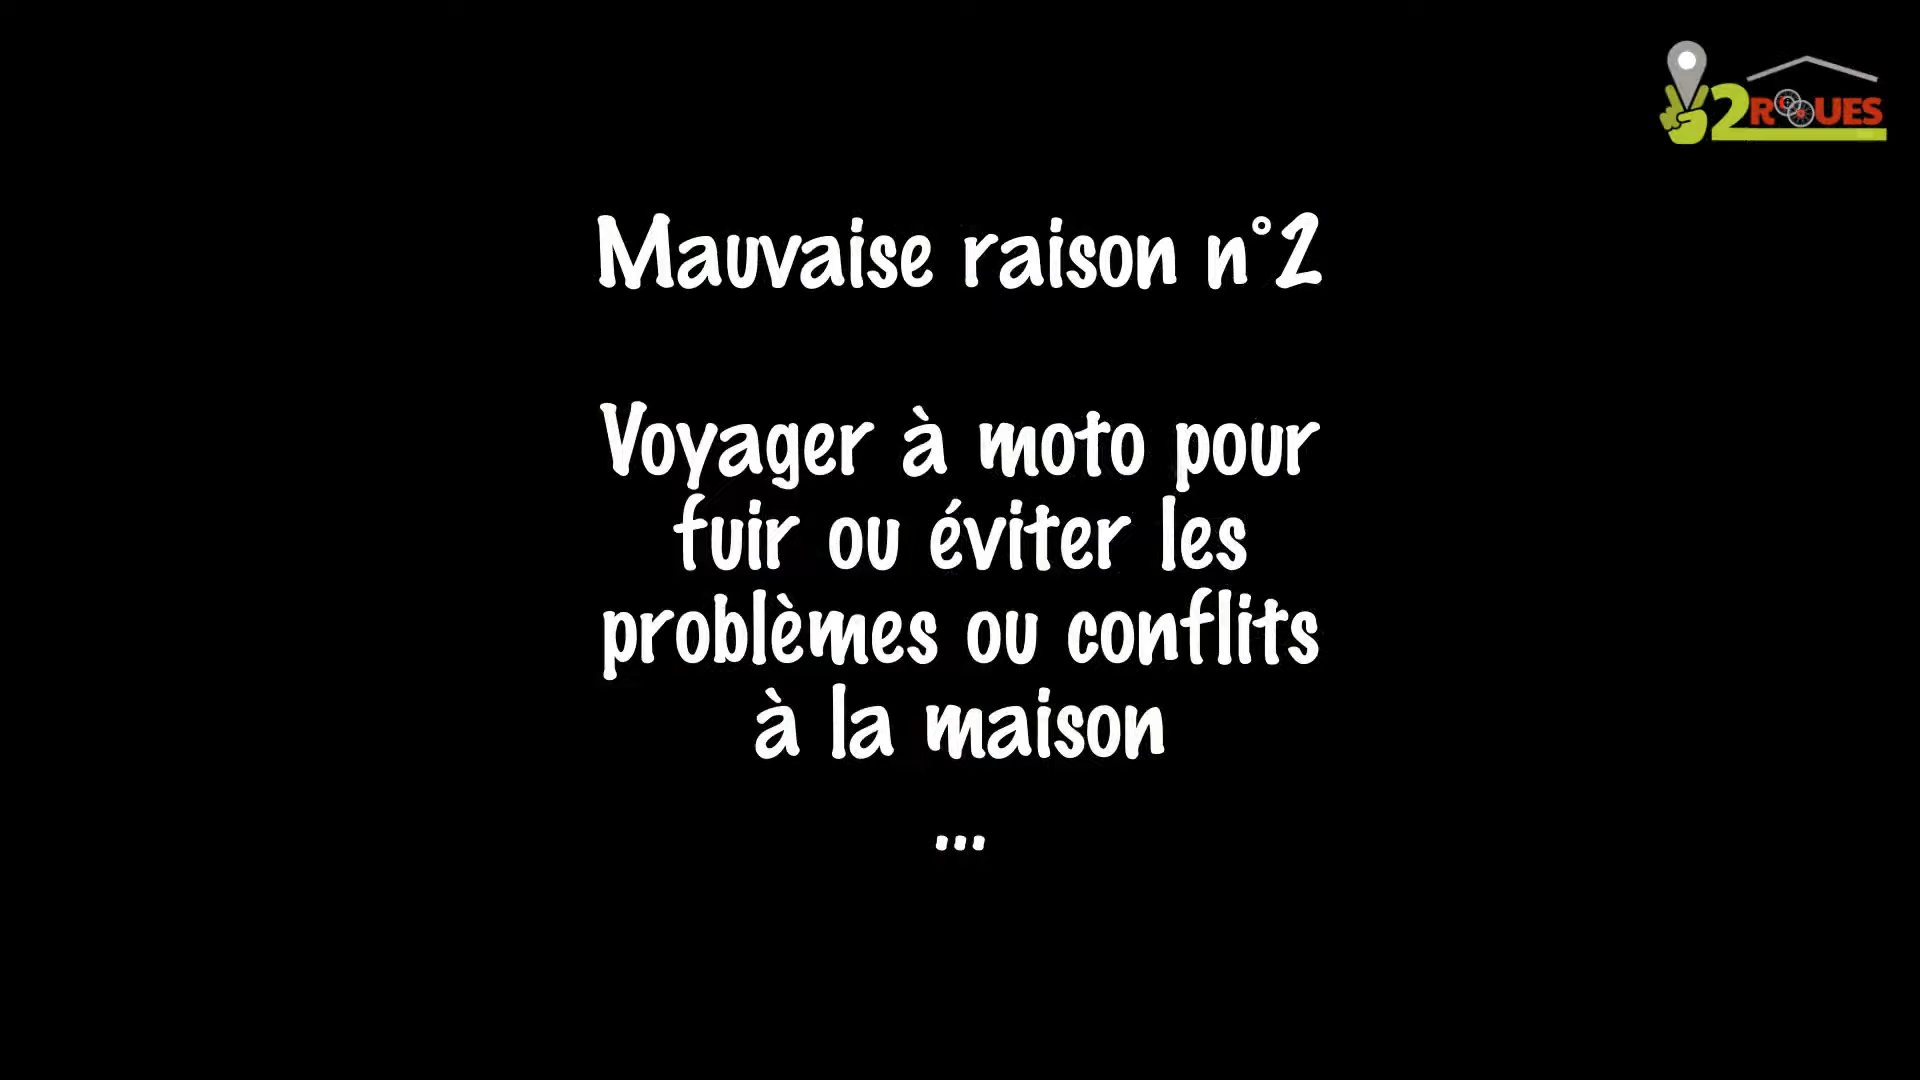 2ROUES
Mauvaise raison n°2
Voyager à moto pour
fuir ou éviter les
problèmes ou conflits
à la maison
...